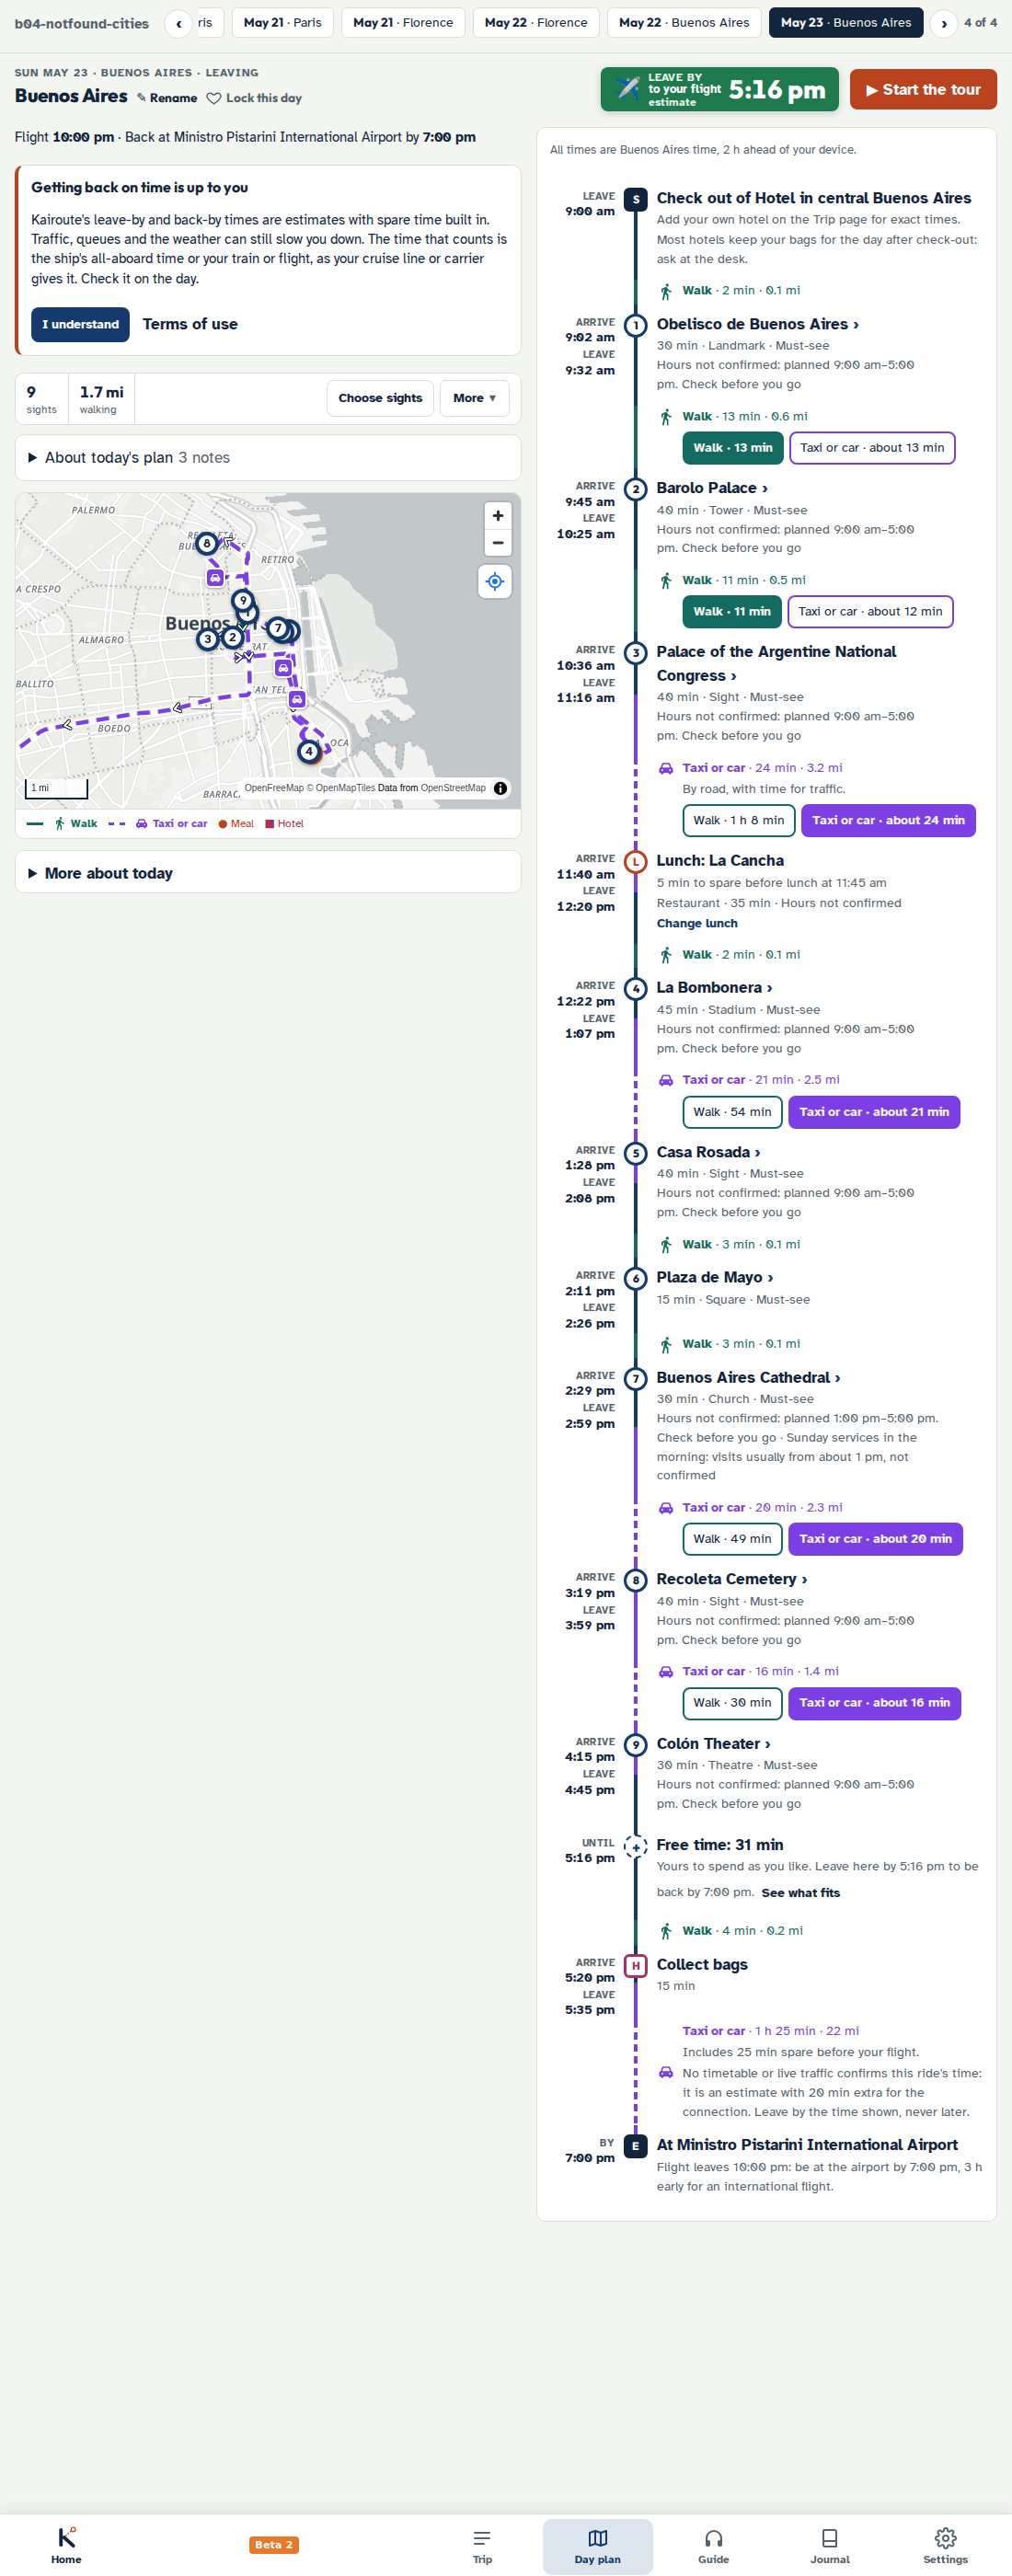 b04-notfound-cities
‹
ris
May 21 · Paris
May 21 · Florence
May 22 · Florence
May 22 · Buenos Aires
May 23 · Buenos Aires
›
4 of 4
SUN MAY 23 · BUENOS AIRES · LEAVING
Buenos Aires
✎ Rename
Lock this day
LEAVE BY
to your flight
estimate
5:16 pm
▶ Start the tour
Flight 10:00 pm · Back at Ministro Pistarini International Airport by 7:00 pm
Getting back on time is up to you
Kairoute's leave-by and back-by times are estimates with spare time built in.
Traffic, queues and the weather can still slow you down. The time that counts is
the ship's all-aboard time or your train or flight, as your cruise line or carrier
gives it. Check it on the day.
I understand
Terms of use
9
sights
1.7 mi
walking
Choose sights
More ▼
▶ About today's plan 3 notes
PALERMO
RETIRO
A CRESPO
ALMAGRO
BALLITO
BOEDO
OCA
8
9
3
2
7
4
+
−
1 mi
OpenFreeMap © OpenMapTiles Data from OpenStreetMap
Walk
Taxi or car
Meal
Hotel
▶ More about today
All times are Buenos Aires time, 2 h ahead of your device.
LEAVE
9:00 am
S
Check out of Hotel in central Buenos Aires
Add your own hotel on the Trip page for exact times.
Most hotels keep your bags for the day after check-out:
ask at the desk.
Walk · 2 min · 0.1 mi
ARRIVE
9:02 am
LEAVE
9:32 am
1
Obelisco de Buenos Aires ›
30 min · Landmark · Must-see
Hours not confirmed: planned 9:00 am–5:00
pm. Check before you go
Walk · 13 min · 0.6 mi
Walk · 13 min
Taxi or car · about 13 min
ARRIVE
9:45 am
LEAVE
10:25 am
2
Barolo Palace ›
40 min · Tower · Must-see
Hours not confirmed: planned 9:00 am–5:00
pm. Check before you go
Walk · 11 min · 0.5 mi
Walk · 11 min
Taxi or car · about 12 min
ARRIVE
10:36 am
LEAVE
11:16 am
3
Palace of the Argentine National
Congress ›
40 min · Sight · Must-see
Hours not confirmed: planned 9:00 am–5:00
pm. Check before you go
Taxi or car · 24 min · 3.2 mi
By road, with time for traffic.
Walk · 1 h 8 min
Taxi or car · about 24 min
ARRIVE
11:40 am
LEAVE
12:20 pm
L
Lunch: La Cancha
5 min to spare before lunch at 11:45 am
Restaurant · 35 min · Hours not confirmed
Change lunch
Walk · 2 min · 0.1 mi
ARRIVE
12:22 pm
LEAVE
1:07 pm
4
La Bombonera ›
45 min · Stadium · Must-see
Hours not confirmed: planned 9:00 am–5:00
pm. Check before you go
Taxi or car · 21 min · 2.5 mi
Walk · 54 min
Taxi or car · about 21 min
ARRIVE
1:28 pm
LEAVE
2:08 pm
5
Casa Rosada ›
40 min · Sight · Must-see
Hours not confirmed: planned 9:00 am–5:00
pm. Check before you go
Walk · 3 min · 0.1 mi
ARRIVE
2:11 pm
LEAVE
2:26 pm
6
Plaza de Mayo ›
15 min · Square · Must-see
Walk · 3 min · 0.1 mi
ARRIVE
2:29 pm
LEAVE
2:59 pm
7
Buenos Aires Cathedral ›
30 min · Church · Must-see
Hours not confirmed: planned 1:00 pm–5:00 pm.
Check before you go · Sunday services in the
morning: visits usually from about 1 pm, not
confirmed
Taxi or car · 20 min · 2.3 mi
Walk · 49 min
Taxi or car · about 20 min
ARRIVE
3:19 pm
LEAVE
3:59 pm
8
Recoleta Cemetery ›
40 min · Sight · Must-see
Hours not confirmed: planned 9:00 am–5:00
pm. Check before you go
Taxi or car · 16 min · 1.4 mi
Walk · 30 min
Taxi or car · about 16 min
ARRIVE
4:15 pm
LEAVE
4:45 pm
9
Colón Theater ›
30 min · Theatre · Must-see
Hours not confirmed: planned 9:00 am–5:00
pm. Check before you go
UNTIL
5:16 pm
+
Free time: 31 min
Yours to spend as you like. Leave here by 5:16 pm to be
back by 7:00 pm. See what fits
Walk · 4 min · 0.2 mi
ARRIVE
5:20 pm
LEAVE
5:35 pm
H
Collect bags
15 min
Taxi or car · 1 h 25 min · 22 mi
Includes 25 min spare before your flight.
No timetable or live traffic confirms this ride's time:
it is an estimate with 20 min extra for the
connection. Leave by the time shown, never later.
BY
7:00 pm
E
At Ministro Pistarini International Airport
Flight leaves 10:00 pm: be at the airport by 7:00 pm, 3 h
early for an international flight.
Home
Beta 2
Trip
Day plan
Guide
Journal
Settings